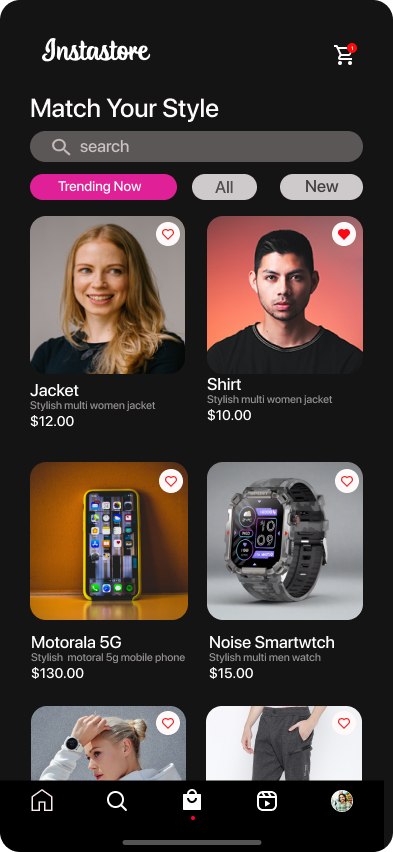 Instastore
1
Match Your Style
search
Trending Now
All
New
Jacket
Stylish multi women jacket
$12.00
Shirt
Stylish multi women jacket
$10.00
Motorala 5G
Stylish  motoral 5g mobile phone
$130.00
Noise Smartwtch
Stylish multi men watch
$15.00